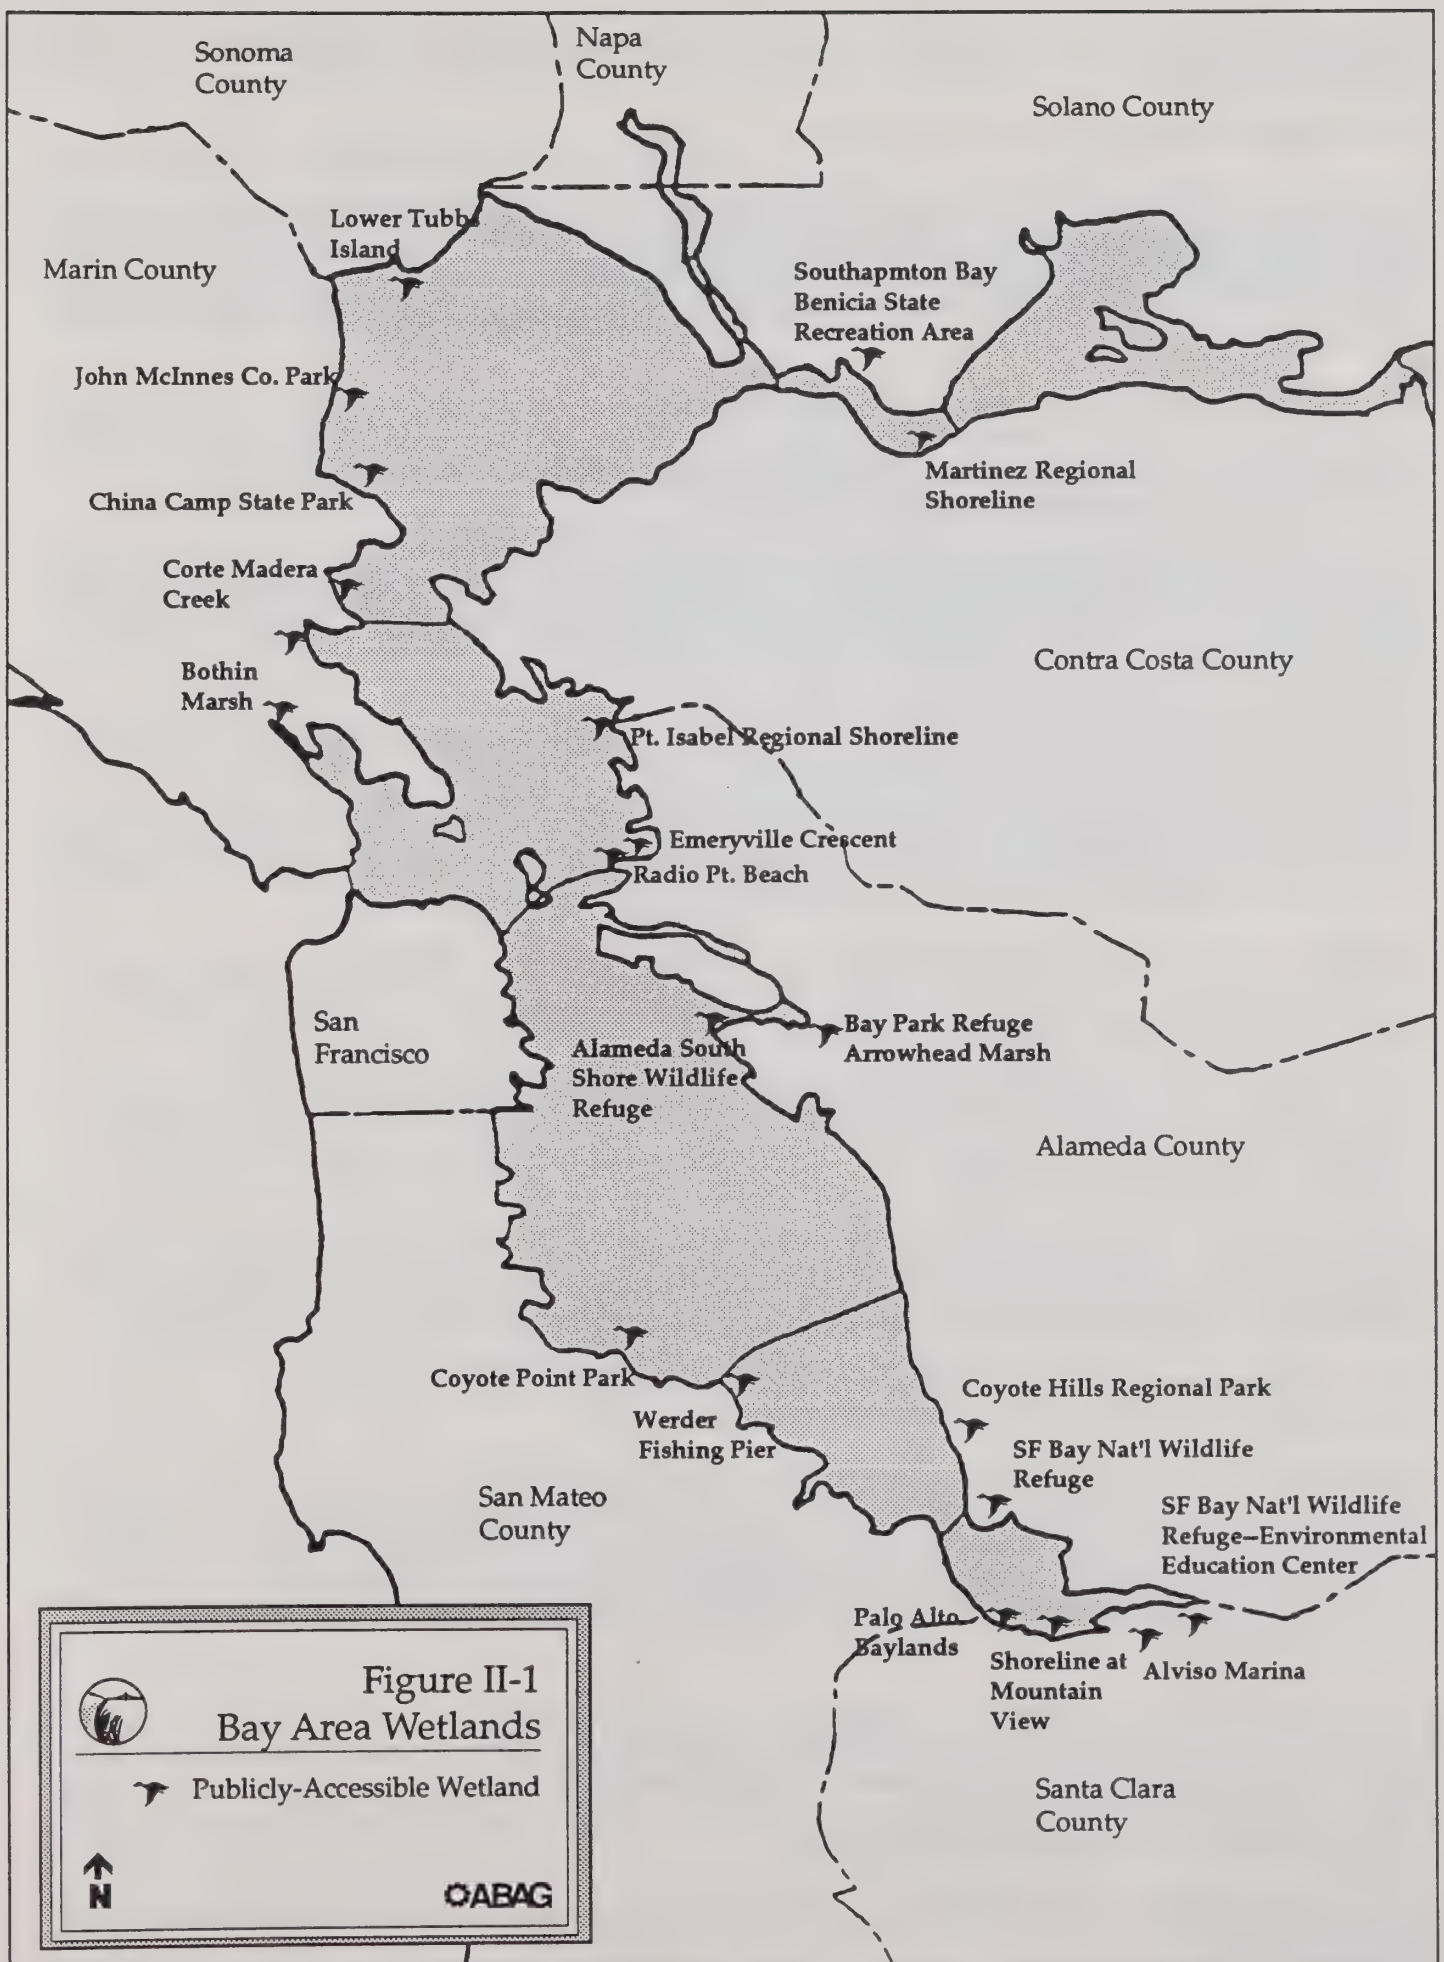 Sonoma
County
Napa
County
Solano County
Lower Tubbs
Island
Marin County
Southapmton Bay
Benicia State
Recreation Area
John McInnes Co. Park
China Camp State Park
Martinez Regional
Shoreline
Corte Madera
Creek
Bothin
Marsh
Contra Costa County
Pt. Isabel Regional Shoreline
Emeryville Crescent
Radio Pt. Beach
San
Francisco
Bay Park Refuge
Arrowhead Marsh
Alameda South
Shore Wildlife
Refuge
Alameda County
Coyote Point Park
Coyote Hills Regional Park
Werder
Fishing Pier
SF Bay Nat'l Wildlife
Refuge
San Mateo
County
SF Bay Nat'l Wildlife
Refuge–Environmental
Education Center
Palo Alto
Baylands
Shoreline at
Mountain
View
Alviso Marina
Santa Clara
County
Figure II-1
Bay Area Wetlands
Publicly-Accessible Wetland
N
ABAG